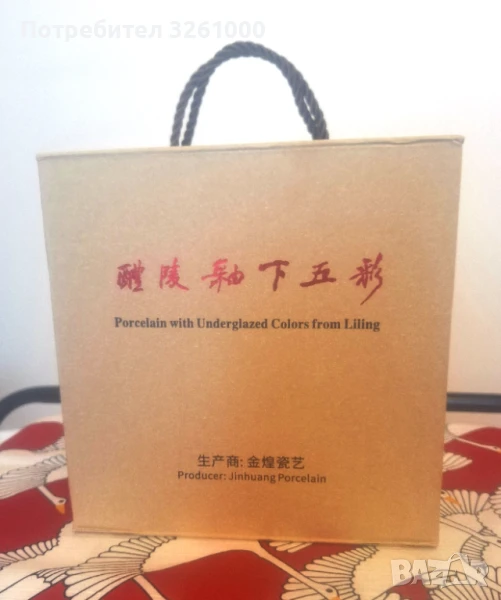 Потребител 3261000
醴陵釉下五彩
Porcelain with Underglazed Colors from Liling
生产商: 金煌瓷艺
Producer: Jinhuang Porcelain
BAZAR